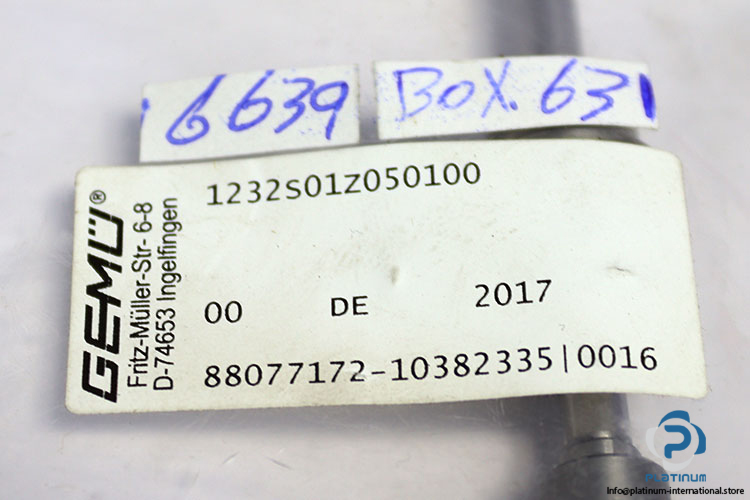 6639
BOX.631
GEMÜ®
Fritz-Müller-Str- 6-8
D-74653 Ingelfingen
1232S01Z050100
00 DE 2017
88077172-10382335|0016
PLATINUM
Info@platinum-international.store